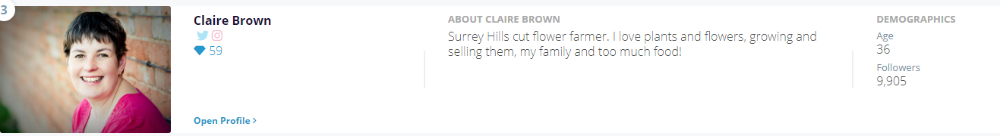 3
Claire Brown
59
Open Profile >
ABOUT CLAIRE BROWN
Surrey Hills cut flower farmer. I love plants and flowers, growing and
selling them, my family and too much food!
DEMOGRAPHICS
Age
36
Followers
9,905